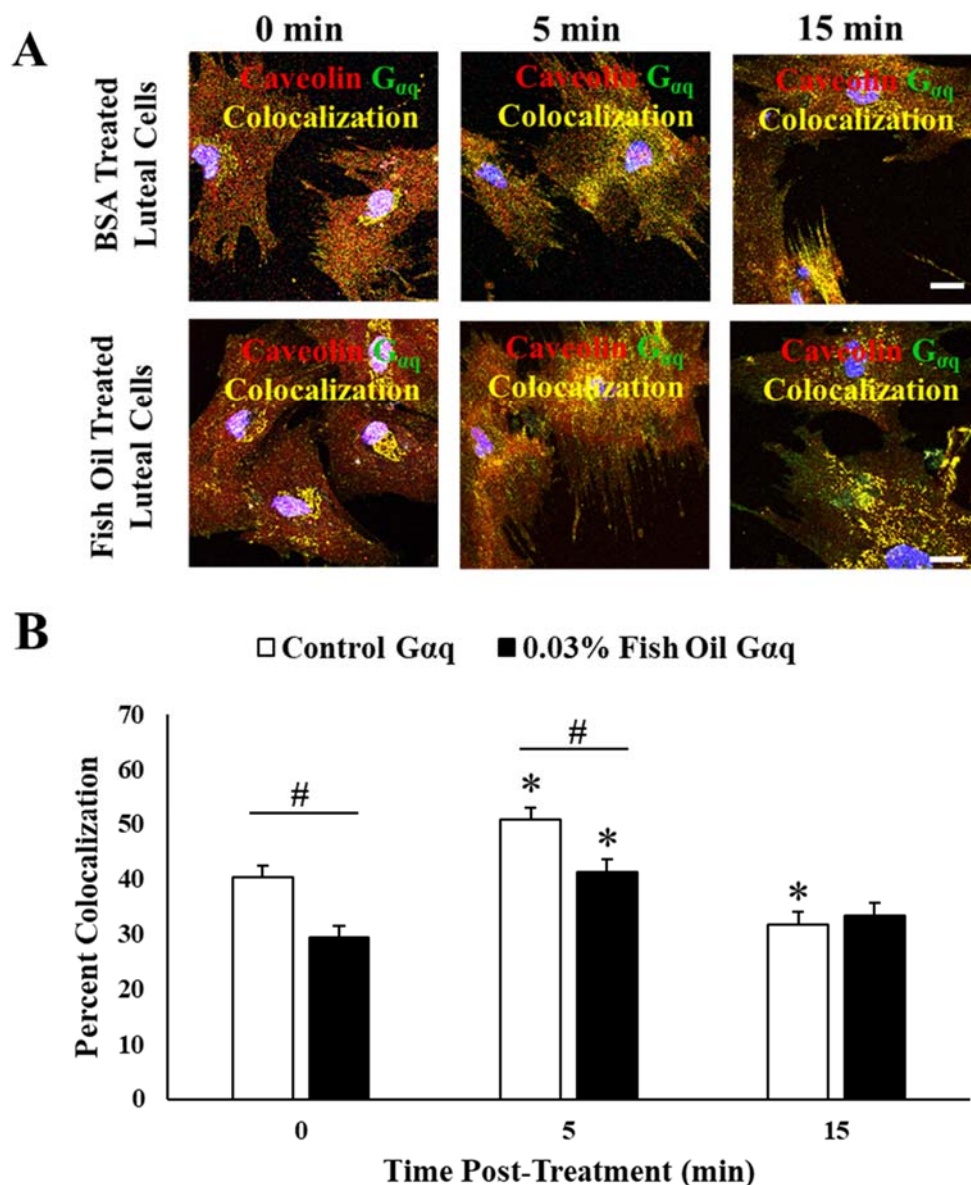 A
0 min
5 min
15 min
BSA Treated
Luteal Cells
Caveolin Gαq
Colocalization
Caveolin Gαq
Colocalization
Caveolin Gαq
Colocalization
Fish Oil Treated
Luteal Cells
Caveolin Gαq
Colocalization
Caveolin Gαq
Colocalization
Caveolin Gαq
Colocalization
B
Control Gαq
0.03% Fish Oil Gαq
Percent Colocalization
70
60
50
40
30
20
10
0
#
#
*
*
*
0
5
15
Time Post-Treatment (min)